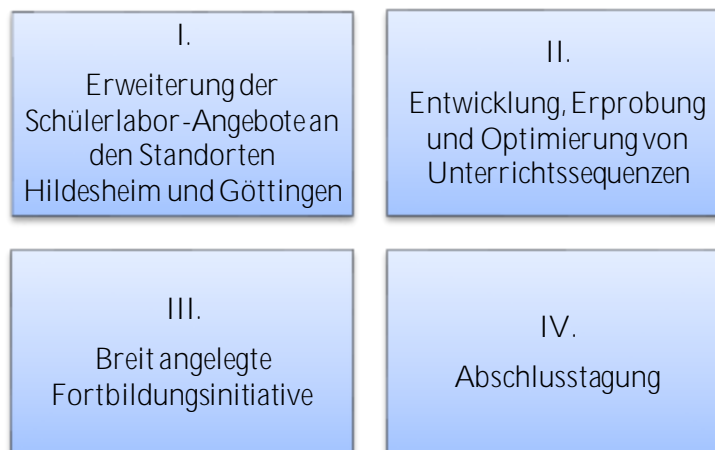 I.
Erweiterung der
Schülerlabor-Angebote an
den Standorten
Hildesheim und Göttingen
II.
Entwicklung, Erprobung
und Optimierung von
Unterrichtssequenzen
III.
Breit angelegte
Fortbildungsinitiative
IV.
Abschlusstagung